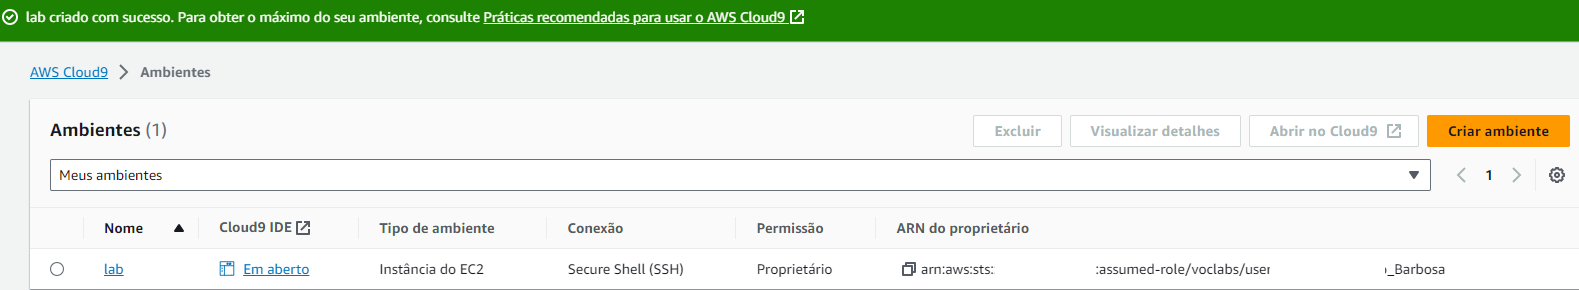 lab criado com sucesso. Para obter o máximo do seu ambiente, consulte Práticas recomendadas para usar o AWS Cloud9
AWS Cloud9 > Ambientes
Ambientes (1)
Excluir
Visualizar detalhes
Abrir no Cloud9
Criar ambiente
Meus ambientes
1
Nome Cloud9 IDE Tipo de ambiente Conexão Permissão ARN do proprietário
lab Em aberto Instância do EC2 Secure Shell (SSH) Proprietário arn:aws:sts: :assumed-role/voclabs/user _Barbosa